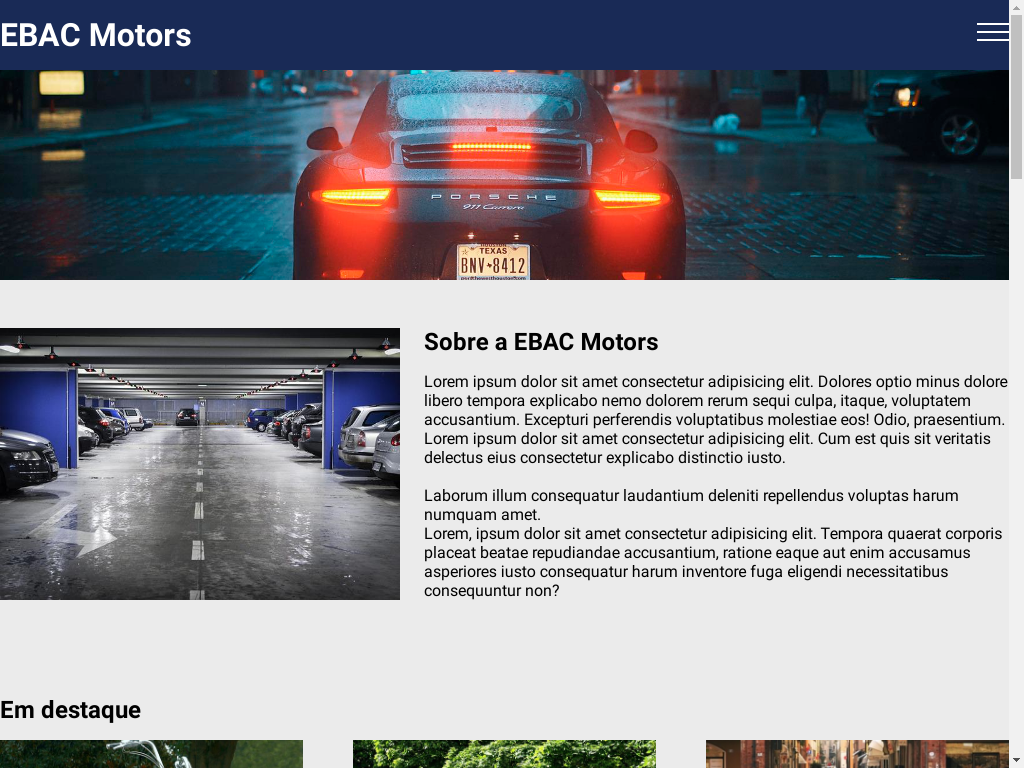 EBAC Motors
PORSCHE
911 Carrera
TEXAS
BNV 8412
Sobre a EBAC Motors
Lorem ipsum dolor sit amet consectetur adipisicing elit. Dolores optio minus dolore
libero tempora explicabo nemo dolorem rerum sequi culpa, itaque, voluptatem
accusantium. Excepturi perferendis voluptatibus molestiae eos! Odio, praesentium.
Lorem ipsum dolor sit amet consectetur adipisicing elit. Cum est quis sit veritatis
delectus eius consectetur explicabo distinctio iusto.
Laborum illum consequatur laudantium deleniti repellendus voluptas harum
numquam amet.
Lorem, ipsum dolor sit amet consectetur adipisicing elit. Tempora quaerat corporis
placeat beatae repudiandae accusantium, ratione eaque aut enim accusamus
asperiores iusto consequatur harum inventore fuga eligendi necessitatibus
consequuntur non?
Em destaque